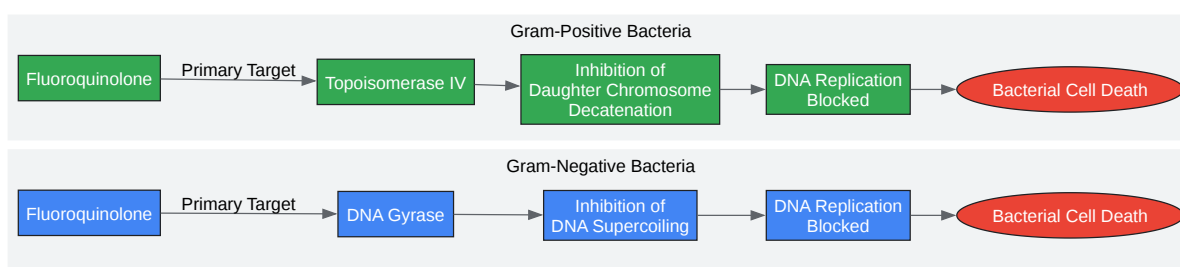 Gram-Positive Bacteria
Fluoroquinolone
Primary Target
Topoisomerase IV
Inhibition of
Daughter Chromosome
Decatenation
DNA Replication
Blocked
Bacterial Cell Death
Gram-Negative Bacteria
Fluoroquinolone
Primary Target
DNA Gyrase
Inhibition of
DNA Supercoiling
DNA Replication
Blocked
Bacterial Cell Death